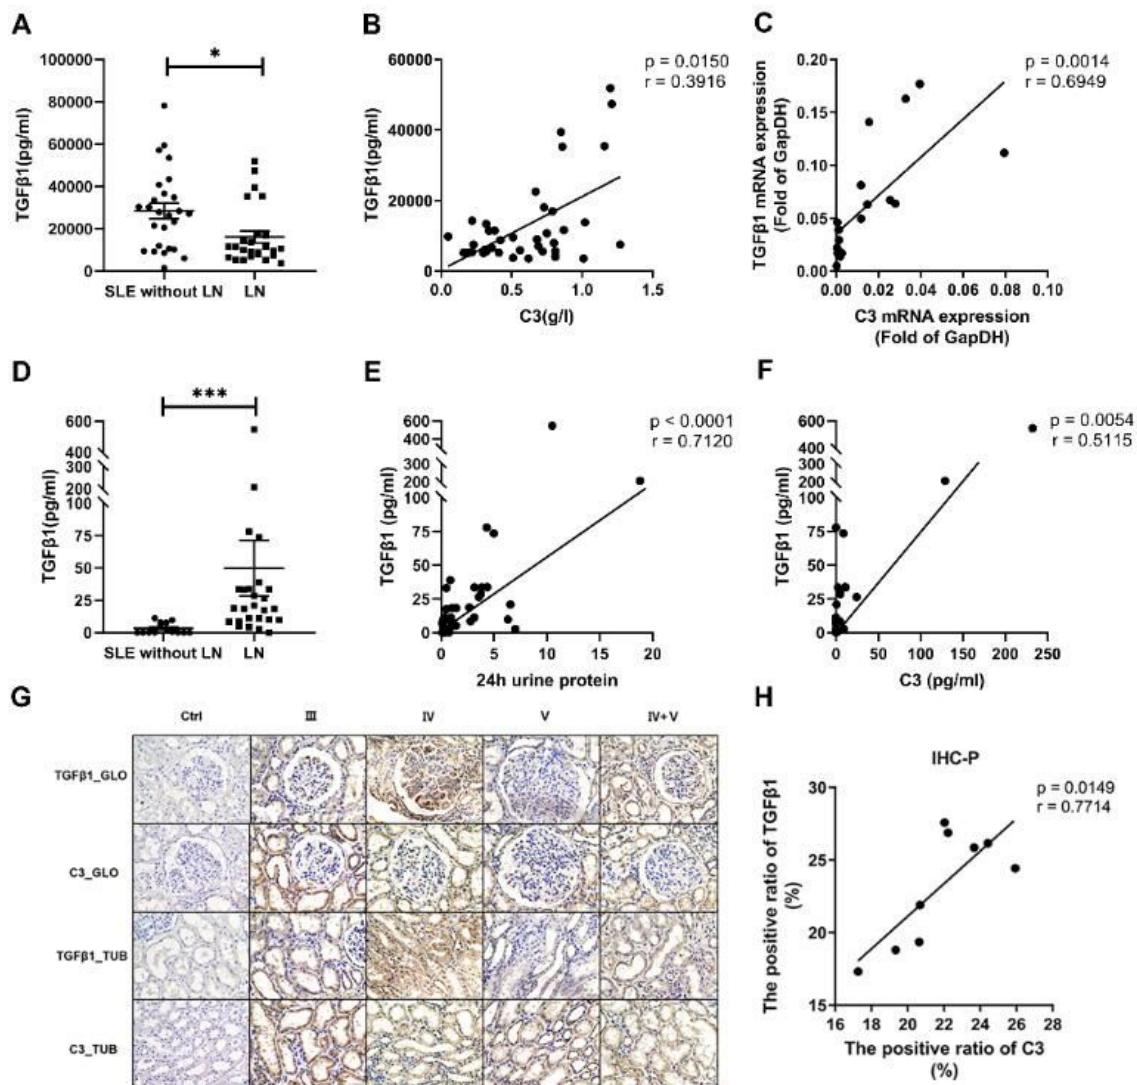 A
*
TGFβ1(pg/ml)
100000
80000
60000
40000
20000
0
SLE without LN
LN
B
p = 0.0150
r = 0.3916
TGFβ1(pg/ml)
60000
40000
20000
0
0.0
0.5
1.0
1.5
C3(g/l)
C
p = 0.0014
r = 0.6949
TGFβ1 mRNA expression
(Fold of GapDH)
0.20
0.15
0.10
0.05
0.00
0.00
0.02
0.04
0.06
0.08
0.10
C3 mRNA expression
(Fold of GapDH)
D
***
TGFβ1(pg/ml)
600
400
300
200
100
75
50
25
0
SLE without LN
LN
E
p < 0.0001
r = 0.7120
TGFβ1 (pg/ml)
600
400
300
200
100
75
50
25
0
0
5
10
15
20
24h urine protein
F
p = 0.0054
r = 0.5115
TGFβ1 (pg/ml)
600
400
300
200
100
75
50
25
0
0
50
100
150
200
250
C3 (pg/ml)
G
Ctrl
III
IV
V
IV+V
TGFβ1_GLO
C3_GLO
TGFβ1_TUB
C3_TUB
H
IHC-P
p = 0.0149
r = 0.7714
The positive ratio of TGFβ1
(%)
30
25
20
15
16
18
20
22
24
26
28
The positive ratio of C3
(%)